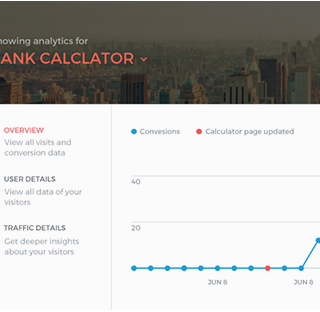 nowing analytics for
ANK CALCLATOR
OVERVIEW
View all visits and
conversion data
USER DETAILS
View all data of your
visitors
TRAFFIC DETAILS
Get deeper insights
about your visitors
Convesions
Calculator page updated
40
20
JUN 8
JUN 8